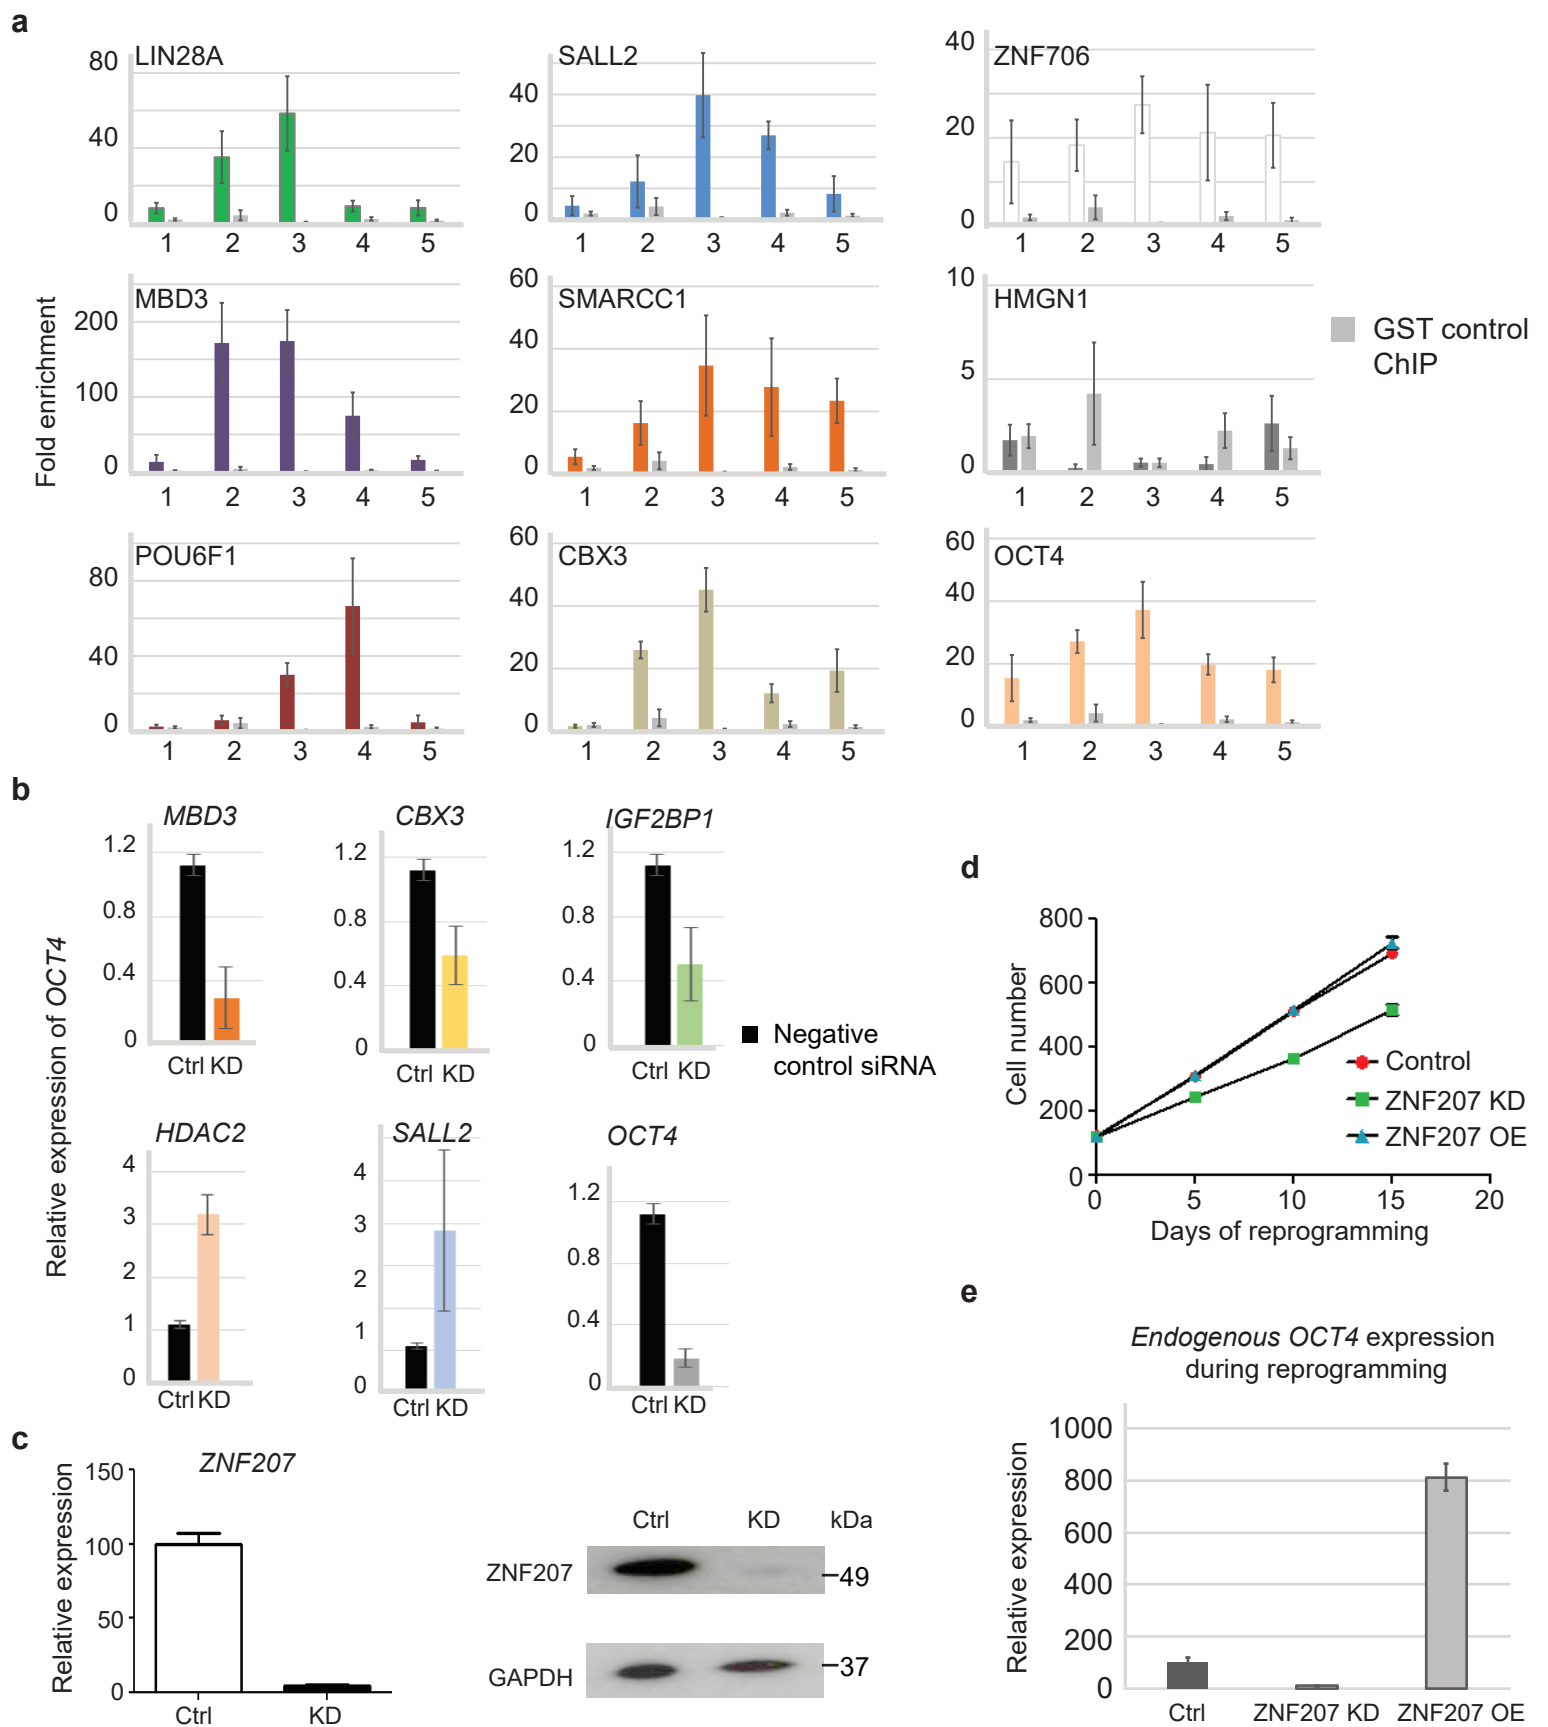 a
LIN28A
80
40
0
1 2 3 4 5
SALL2
40
20
0
1 2 3 4 5
ZNF706
40
20
0
1 2 3 4 5
Fold enrichment
MBD3
200
100
0
1 2 3 4 5
SMARCC1
60
40
20
0
1 2 3 4 5
HMGN1
10
5
0
1 2 3 4 5
GST control
ChIP
POU6F1
80
40
0
1 2 3 4 5
CBX3
60
40
20
0
1 2 3 4 5
OCT4
60
40
20
0
1 2 3 4 5
b
Relative expression of OCT4
MBD3
1.2
0.8
0.4
0
Ctrl KD
CBX3
1.2
0.8
0.4
0
Ctrl KD
IGF2BP1
1.2
0.8
0.4
0
Ctrl KD
Negative
control siRNA
HDAC2
4
3
2
1
0
Ctrl KD
SALL2
4
3
2
1
0
Ctrl KD
OCT4
1.2
0.8
0.4
0
Ctrl KD
c
ZNF207
Relative expression
150
100
50
0
Ctrl KD
Ctrl KD kDa
ZNF207
49
GAPDH
37
d
Cell number
800
600
400
200
0
0 5 10 15 20
Days of reprogramming
Control
ZNF207 KD
ZNF207 OE
e
Endogenous OCT4 expression
during reprogramming
Relative expression
1000
800
600
400
200
0
Ctrl ZNF207 KD ZNF207 OE